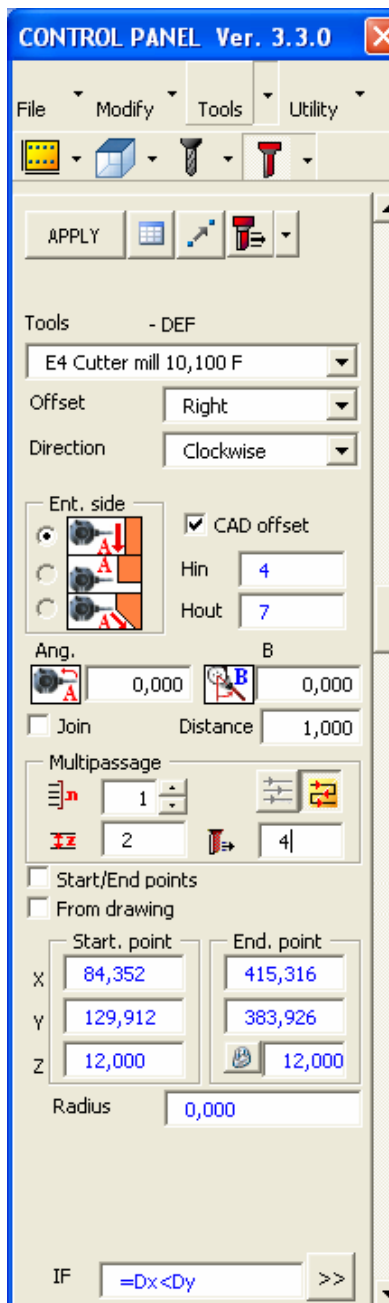 CONTROL PANEL Ver. 3.3.0
File Modify Tools Utility
APPLY
Tools - DEF
E4 Cutter mill 10,100 F
Offset Right
Direction Clockwise
Ent. side
A
A
A
CAD offset
Hin 4
Hout 7
Ang. B
A 0,000 B 0,000
Join Distance 1,000
Multipassage
n 1
z 2 4
Start/End points
From drawing
Start. point End. point
X 84,352 415,316
Y 129,912 383,926
Z 12,000 12,000
Radius 0,000
IF =Dx<Dy >>